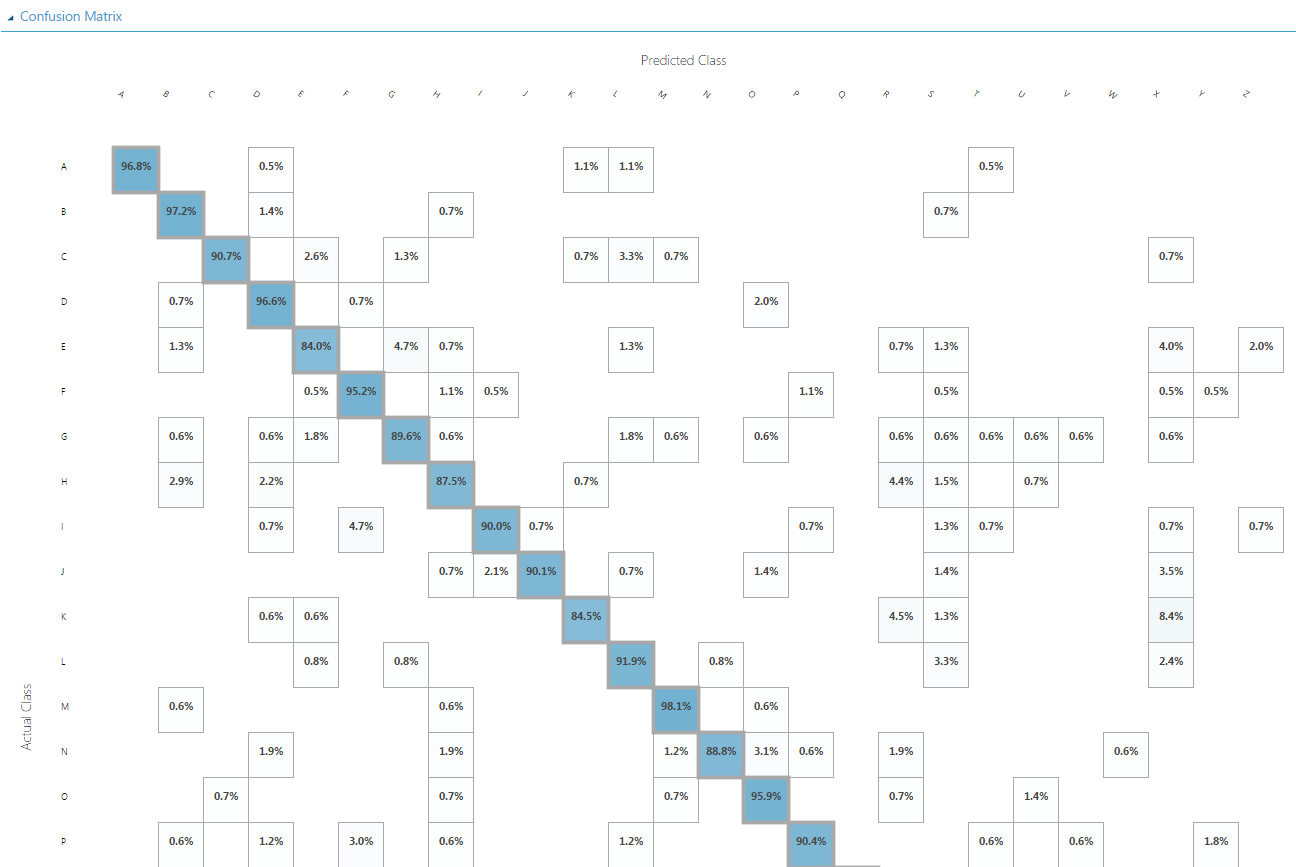 Confusion Matrix
Predicted Class
A B C D E F G H I J K L M N O P Q R S T U V W X Y Z
A 96.8% 0.5% 1.1% 1.1% 0.5%
B 97.2% 1.4% 0.7% 0.7%
C 90.7% 2.6% 1.3% 0.7% 3.3% 0.7% 0.7%
D 0.7% 96.6% 0.7% 2.0%
E 1.3% 84.0% 4.7% 0.7% 1.3% 0.7% 1.3% 4.0% 2.0%
F 0.5% 95.2% 1.1% 0.5% 1.1% 0.5% 0.5% 0.5%
G 0.6% 0.6% 1.8% 89.6% 0.6% 1.8% 0.6% 0.6% 0.6% 0.6% 0.6% 0.6% 0.6% 0.6%
H 2.9% 2.2% 87.5% 0.7% 4.4% 1.5% 0.7%
I 0.7% 4.7% 90.0% 0.7% 0.7% 1.3% 0.7% 0.7% 0.7%
J 0.7% 2.1% 90.1% 0.7% 1.4% 1.4% 3.5%
K 0.6% 0.6% 84.5% 4.5% 1.3% 8.4%
L 0.8% 0.8% 91.9% 0.8% 3.3% 2.4%
Actual Class
M 0.6% 0.6% 98.1% 0.6%
N 1.9% 1.9% 1.2% 88.8% 3.1% 0.6% 1.9% 0.6%
O 0.7% 0.7% 0.7% 95.9% 0.7% 1.4%
P 0.6% 1.2% 3.0% 0.6% 1.2% 90.4% 0.6% 0.6% 1.8%